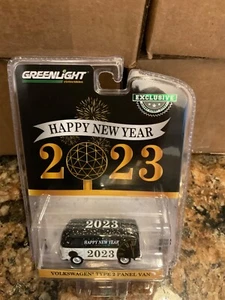 GREENLIGHT
EXCLUSIVE
HAPPY NEW YEAR
2023
2023
HAPPY NEW YEAR
2023
VOLKSWAGEN TYPE 2 PANEL VAN